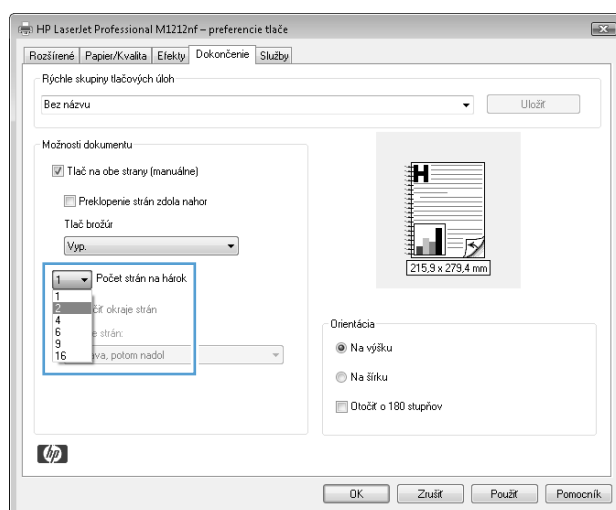 HP LaserJet Professional M1212nf – preferencie tlače
Rozšírené Papier/Kvalita Efekty Dokončenie Služby
Rýchle skupiny tlačových úloh
Bez názvu Uložiť
Možnosti dokumentu
Tlač na obe strany (manuálne)
Preklopenie strán zdola nahor
Tlač brožúr
Vyp.
H
215,9 x 279,4 mm
1 Počet strán na hárok
1
2 okraje strán
4
6 strán:
9
16 potom nadol
Orientácia
Na výšku
Na šírku
Otočiť o 180 stupňov
hp
OK Zrušiť Použiť Pomocník